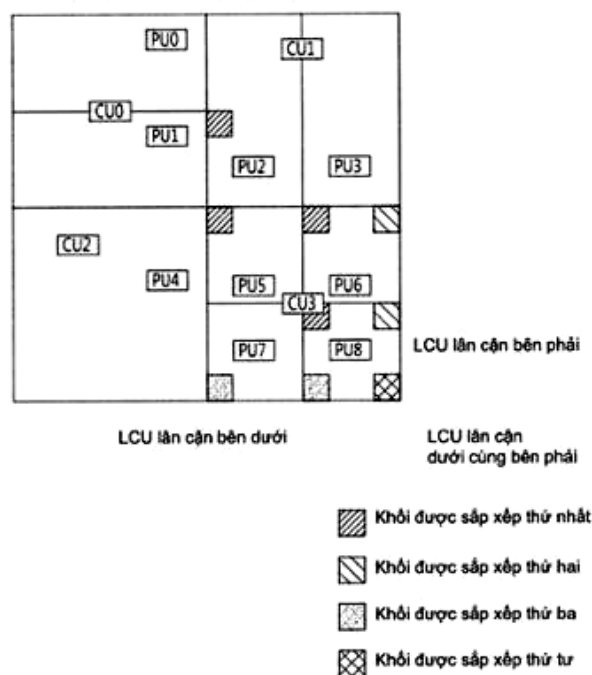 PU0
CU1
CU0
PU1
PU2
PU3
CU2
PU4
PU5
PU6
CU3
PU7
PU8
LCU lân cận bên phải
LCU lân cận bên dưới
LCU lân cận
dưới cùng bên phải
Khối được sắp xếp thứ nhất
Khối được sắp xếp thứ hai
Khối được sắp xếp thứ ba
Khối được sắp xếp thứ tư